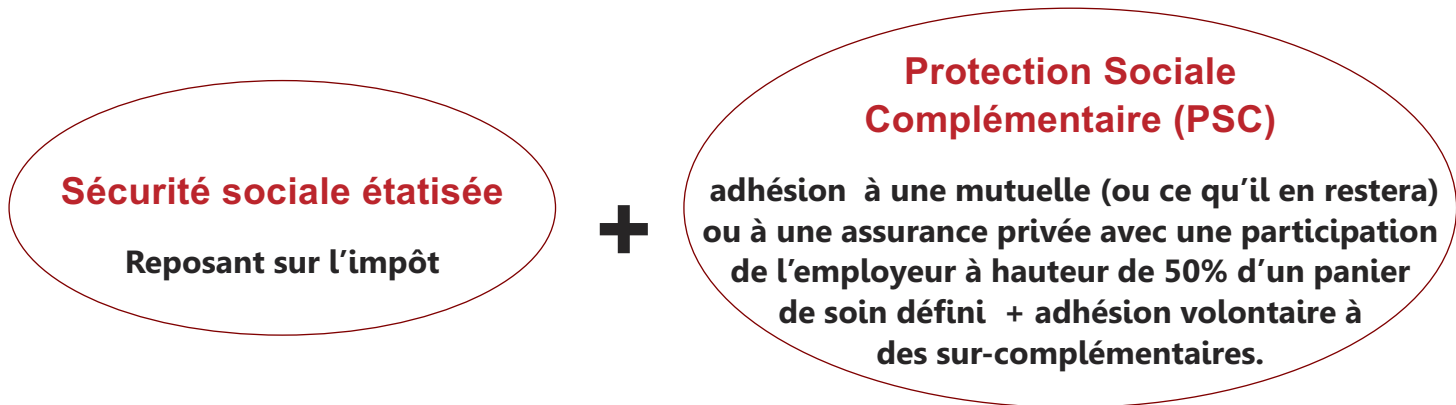 Sécurité sociale étatisée
Reposant sur l’impôt
+
Protection Sociale
Complémentaire (PSC)
adhésion à une mutuelle (ou ce qu’il en restera)
ou à une assurance privée avec une participation
de l’employeur à hauteur de 50% d’un panier
de soin défini + adhésion volontaire à
des sur-complémentaires.